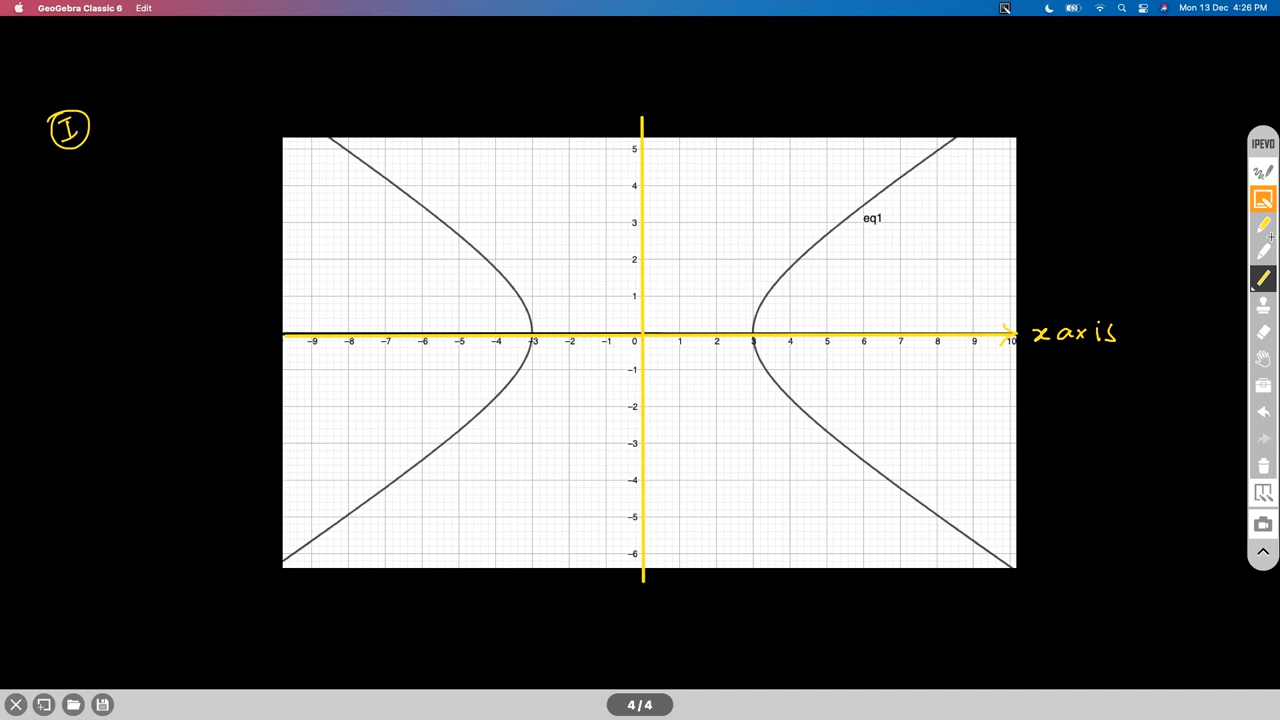 GeoGebra Classic 6 Edit
Mon 13 Dec 4:26 PM
I
IPEVO
5
4
3
eq1
2
1
x axis
−9 −8 −7 −6 −5 −4 −3 −2 −1 0 1 2 3 4 5 6 7 8 9 10
−1
−2
−3
−4
−5
−6
4 / 4